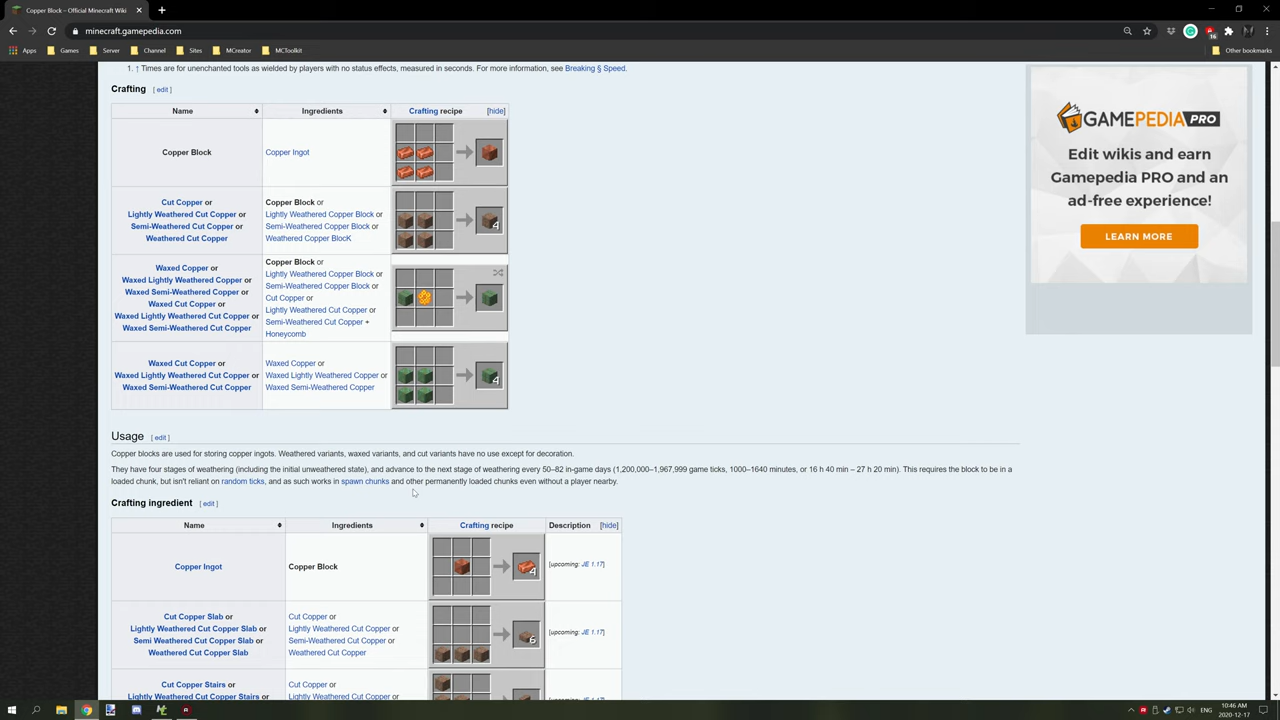 Copper Block – Official Minecraft Wiki
minecraft.gamepedia.com
16
Apps Games Server Channel Sites MCreator MCToolkit Other bookmarks
1. ↑ Times are for unenchanted tools as wielded by players with no status effects, measured in seconds. For more information, see Breaking § Speed.
Crafting [ edit ]
Name Ingredients Crafting recipe [hide]
Copper Block Copper Ingot
Cut Copper or
Lightly Weathered Cut Copper or
Semi-Weathered Cut Copper or
Weathered Cut Copper
Copper Block or
Lightly Weathered Copper Block or
Semi-Weathered Copper Block or
Weathered Copper BlocK
4
Waxed Copper or
Waxed Lightly Weathered Copper or
Waxed Semi-Weathered Copper or
Waxed Cut Copper or
Waxed Lightly Weathered Cut Copper or
Waxed Semi-Weathered Cut Copper
Copper Block or
Lightly Weathered Copper Block or
Semi-Weathered Copper Block or
Cut Copper or
Lightly Weathered Cut Copper or
Semi-Weathered Cut Copper +
Honeycomb
Waxed Cut Copper or
Waxed Lightly Weathered Cut Copper or
Waxed Semi-Weathered Cut Copper
Waxed Copper or
Waxed Lightly Weathered Copper or
Waxed Semi-Weathered Copper
4
Usage [ edit ]
Copper blocks are used for storing copper ingots. Weathered variants, waxed variants, and cut variants have no use except for decoration.
They have four stages of weathering (including the initial unweathered state), and advance to the next stage of weathering every 50–82 in-game days (1,200,000–1,967,999 game ticks, 1000–1640 minutes, or 16 h 40 min – 27 h 20 min). This requires the block to be in a
loaded chunk, but isn't reliant on random ticks, and as such works in spawn chunks and other permanently loaded chunks even without a player nearby.
Crafting ingredient [ edit ]
Name Ingredients Crafting recipe Description [hide]
Copper Ingot Copper Block 4 [upcoming: JE 1.17]
Cut Copper Slab or
Lightly Weathered Cut Copper Slab or
Semi Weathered Cut Copper Slab or
Weathered Cut Copper Slab
Cut Copper or
Lightly Weathered Cut Copper or
Semi-Weathered Cut Copper or
Weathered Cut Copper
6
[upcoming: JE 1.17]
Cut Copper Stairs or
Lightly Weathered Cut Copper Stairs or
Cut Copper or
Lightly Weathered Cut Copper or
[upcoming: JE 1.17]
GAMEPEDIA PRO
Edit wikis and earn
Gamepedia PRO and an
ad-free experience!
LEARN MORE
ENG
10:46 AM
2020-12-17